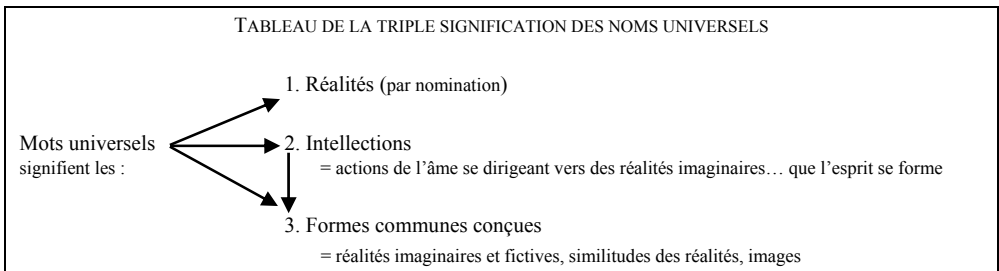 TABLEAU DE LA TRIPLE SIGNIFICATION DES NOMS UNIVERSELS
1. Réalités (par nomination)
Mots universels
signifient les :
2. Intellections
= actions de l’âme se dirigeant vers des réalités imaginaires… que l’esprit se forme
3. Formes communes conçues
= réalités imaginaires et fictives, similitudes des réalités, images